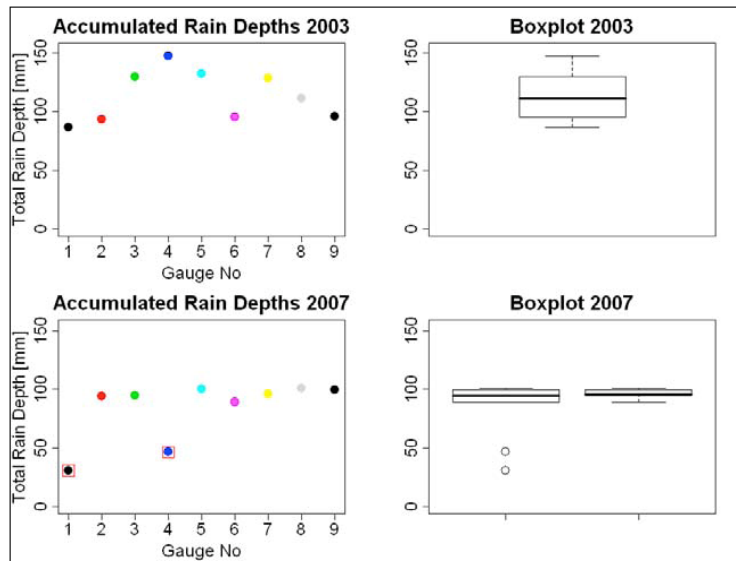 Accumulated Rain Depths 2003
Total Rain Depth [mm]
150
100
50
0
1 2 3 4 5 6 7 8 9
Gauge No
Boxplot 2003
150
100
50
0
Accumulated Rain Depths 2007
Total Rain Depth [mm]
150
100
50
0
1 2 3 4 5 6 7 8 9
Gauge No
Boxplot 2007
150
100
50
0